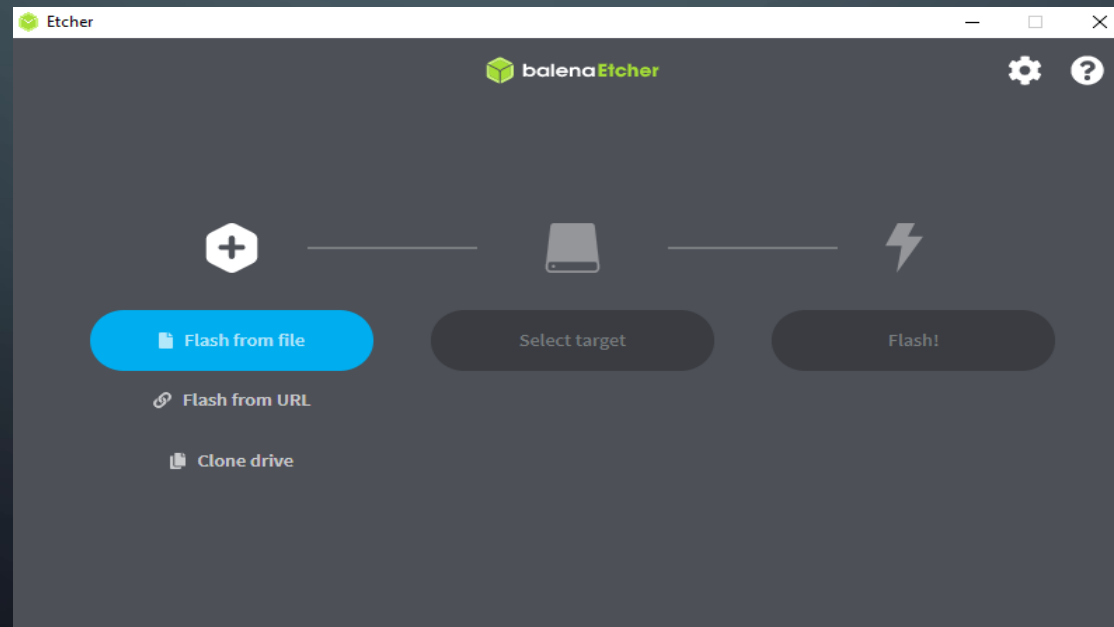 Etcher
balenaEtcher
Flash from file
Select target
Flash!
Flash from URL
Clone drive